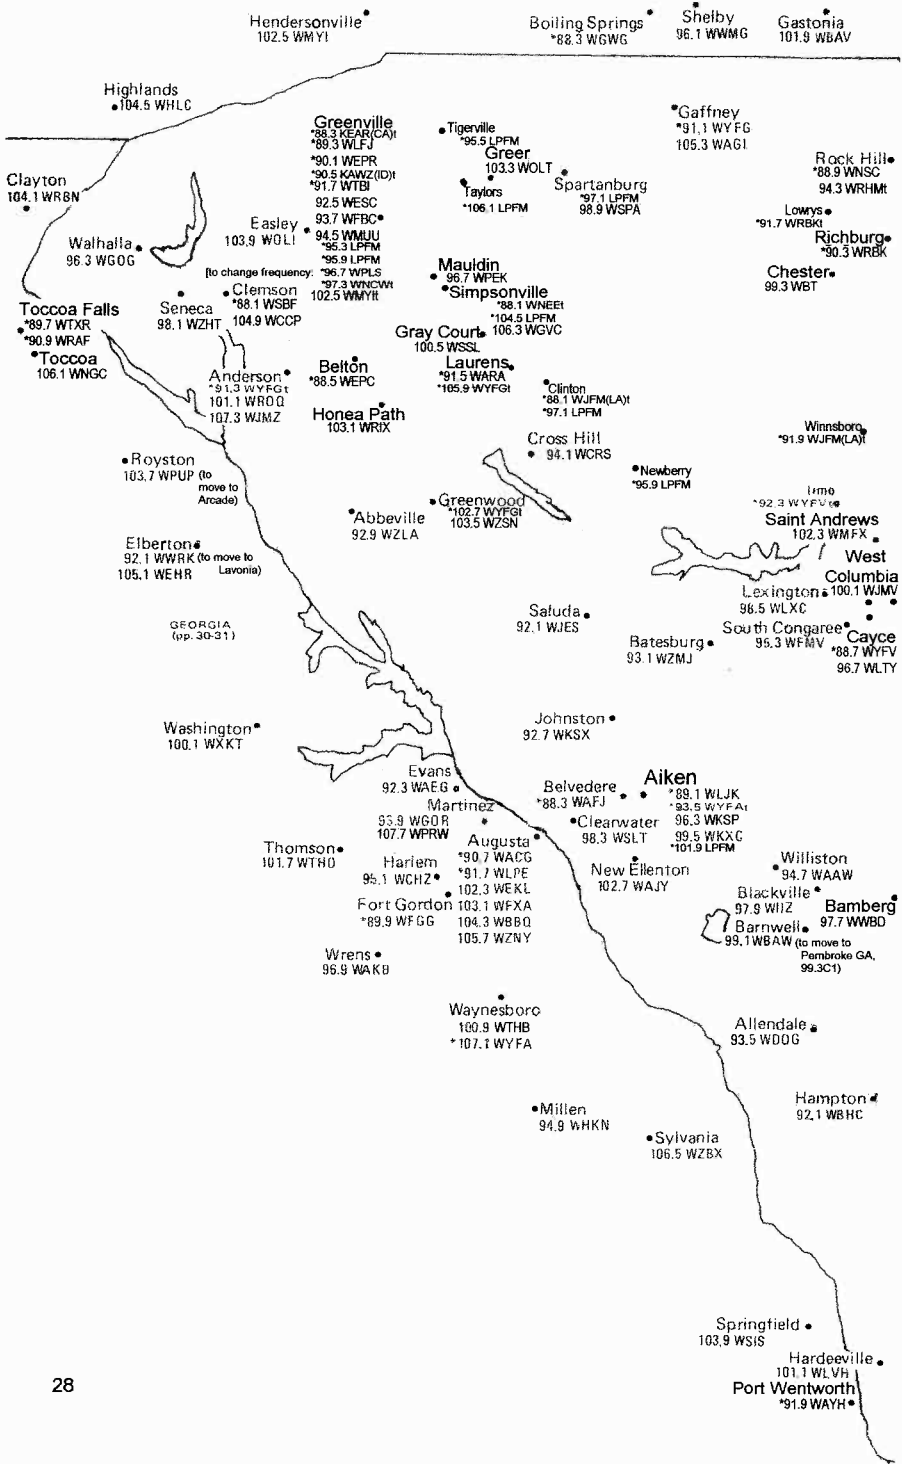 Hendersonville
102.5 WMYI
Boiling Springs
*88.3 WGWG
Shelby
96.1 WWMG
Gastonia
101.9 WBAV
Highlands
104.5 WHLC
Greenville
*88.3 KEAR(CA)t
*89.3 WLFJ
*90.1 WEPR
*90.5 KAWZ(ID)t
*91.7 WTBI
92.5 WESC
93.7 WFBC
94.5 WMUU
*95.3 LPFM
*95.9 LPFM
[to change frequency: *96.7 WPLS
*97.3 WNCWt
102.5 WMYIt
Tigerville
*95.5 LPFM
Greer
103.3 WOLT
Taylors
*106.1 LPFM
Spartanburg
*97.1 LPFM
98.9 WSPA
Gaffney
*91.1 WYFG
105.3 WAGI
Rock Hill
*88.9 WNSC
94.3 WRHMt
Lowrys
*91.7 WRBKt
Richburg
*90.3 WRBK
Chester
99.3 WBT
Clayton
104.1 WRBN
Walhalla
96.3 WGOG
Easley
103.9 WOLI
Mauldin
96.7 WPEK
Simpsonville
*88.1 WNEEt
*104.5 LPFM
106.3 WGVC
Toccoa Falls
*89.7 WTXR
*90.9 WRAF
Toccoa
106.1 WNGC
Seneca
98.1 WZHT
Clemson
*88.1 WSBF
104.9 WCCP
Gray Court
100.5 WSSL
Anderson
*91.3 WYFGt
101.1 WROQ
107.3 WJMZ
Belton
*88.5 WEPC
Laurens
*91.5 WARA
*105.9 WYFGt
Clinton
*88.1 WJFM(LA)t
*97.1 LPFM
Honea Path
103.1 WRIX
Winnsboro
*91.9 WJFM(LA)t
Cross Hill
94.1 WCRS
Royston
103.7 WPUP (to
move to
Arcade)
Newberry
*95.9 LPFM
Irmo
*92.3 WYFVt
Greenwood
*102.7 WYFGt
103.5 WZSN
Abbeville
92.9 WZLA
Saint Andrews
102.3 WMFX
Elberton
92.1 WWRK (to move to
Lavonia)
105.1 WEHR
West
Columbia
100.1 WJMV
Lexington
98.5 WLXC
GEORGIA
(pp. 30-31)
Saluda
92.1 WJES
South Congaree
95.3 WFMV
Batesburg
93.1 WZMJ
Cayce
*88.7 WYFV
96.7 WLTY
Washington
100.1 WXKT
Johnston
92.7 WKSX
Evans
92.3 WAEG
Martinez
93.9 WGOR
107.7 WPRW
Belvedere
*88.3 WAFJ
Aiken
*89.1 WLJK
*93.5 WYFAt
96.3 WKSP
99.5 WKXC
*101.9 LPFM
Clearwater
98.3 WSLT
Thomson
101.7 WTHO
Harlem
95.1 WCHZ
Augusta
*90.7 WACG
*91.7 WLPE
102.3 WEKL
103.1 WFXA
104.3 WBBQ
105.7 WZNY
New Ellenton
102.7 WAJY
Williston
94.7 WAAW
Fort Gordon
*89.9 WFGG
Blackville
97.9 WIIZ
Bamberg
97.7 WWBD
Barnwell
99.1 WBAW (to move to
Pembroke GA,
99.3C1)
Wrens
96.9 WAKB
Waynesboro
100.9 WTHB
*107.1 WYFA
Allendale
93.5 WDOG
Millen
94.9 WHKN
Hampton
92.1 WBHC
Sylvania
106.5 WZBX
Springfield
103.9 WSIS
Hardeeville
101.1 WLVH
Port Wentworth
*91.9 WAYH
28